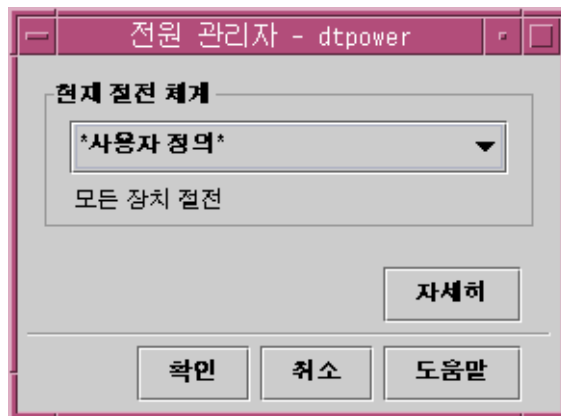 전원 관리자 - dtpower
현재 절전 체계
*사용자 정의*
모든 장치 절전
자세히
확인 취소 도움말